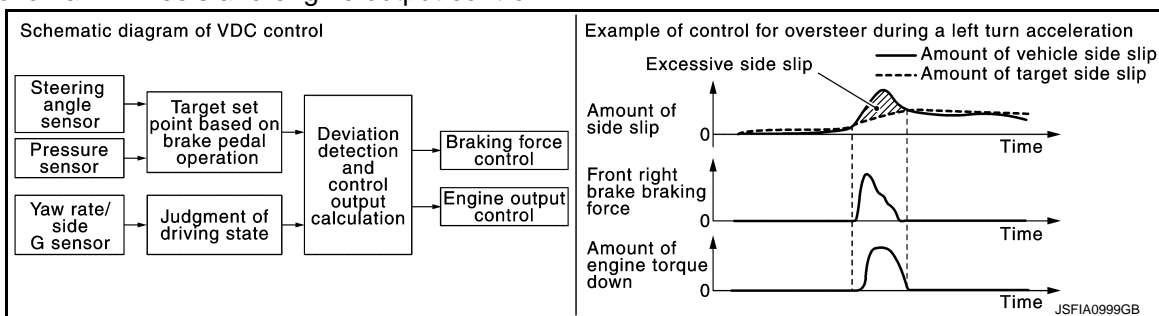 Schematic diagram of VDC control
Steering
angle
sensor
Pressure
sensor
Yaw rate/
side
G sensor
Target set
point based on
brake pedal
operation
Judgment of
driving state
Deviation
detection
and
control
output
calculation
Braking force
control
Engine output
control
Example of control for oversteer during a left turn acceleration
Amount of vehicle side slip
Amount of target side slip
Excessive side slip
Amount of
side slip
0
Time
Front right
brake braking
force
0
Time
Amount of
engine torque
down
0
Time
JSFIA0999GB